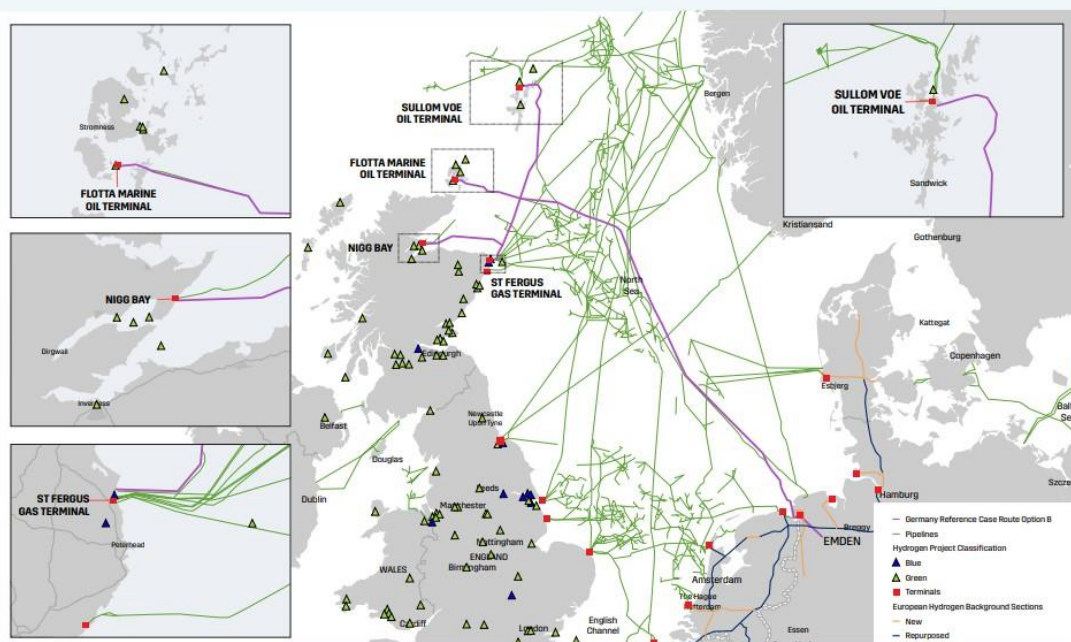 Stromness
FLOTTA MARINE
OIL TERMINAL
NIGG BAY
Dirgwall
Inverness
ST FERGUS
GAS TERMINAL
Peterhead
SULLOM VOE
OIL TERMINAL
FLOTTA MARINE
OIL TERMINAL
NIGG BAY
ST FERGUS
GAS TERMINAL
Bergen
North
Sea
Edinburgh
Newcastle
Upon Tyne
Belfast
Douglas
Dublin
Leeds
Manchester
Nottingham
ENGLAND
Birmingham
WALES
Cardiff
London
English
Channel
SULLOM VOE
OIL TERMINAL
Sandwick
Kristiansand
Gothenburg
Kattegat
Copenhagen
Esbjerg
Hamburg
EMDEN
Amsterdam
The Hague
Essen
Germany Reference Case Route Option B
Pipelines
Hydrogen Project Classification
Blue
Green
Terminals
European Hydrogen Background Sections
New
Repurposed